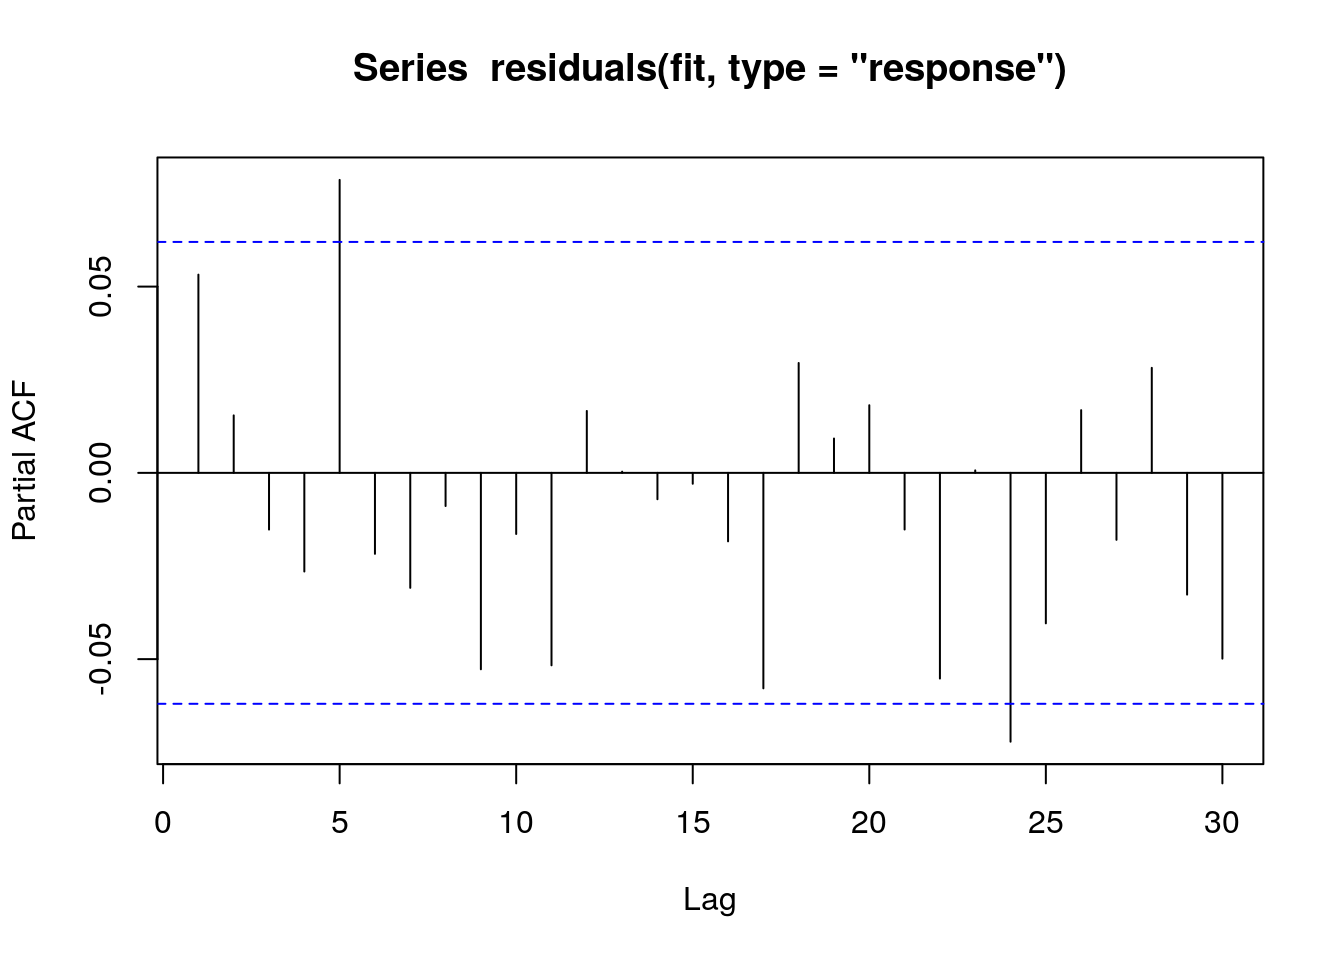 Series  residuals(fit, type = "response")
Partial ACF
0.05
0.00
-0.05
0 5 10 15 20 25 30
Lag